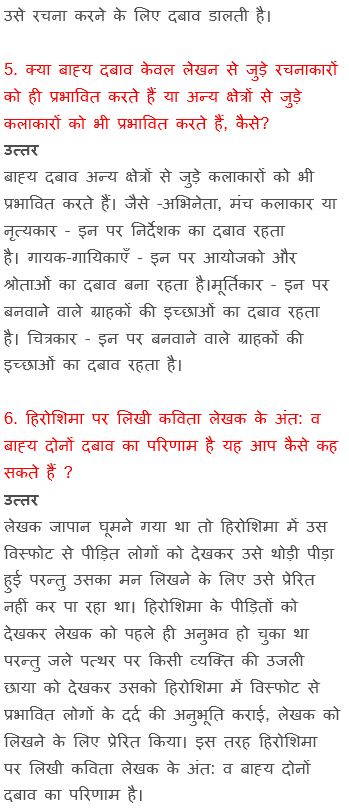 उसे रचना करने के लिए दबाव डालती है।
5. क्या बाह्य दबाव केवल लेखन से जुड़े रचनाकारों
को ही प्रभावित करते हैं या अन्य क्षेत्रों से जुड़े
कलाकारों को भी प्रभावित करते हैं, कैसे?
उत्तर
बाह्य दबाव अन्य क्षेत्रों से जुड़े कलाकारों को भी
प्रभावित करते हैं। जैसे -अभिनेता, मंच कलाकार या
नृत्यकार - इन पर निर्देशक का दबाव रहता
है। गायक-गायिकाएँ - इन पर आयोजको और
श्रोताओं का दबाव बना रहता है।मूर्तिकार - इन पर
बनवाने वाले ग्राहकों की इच्छाओं का दबाव रहता
है। चित्रकार - इन पर बनवाने वाले ग्राहकों की
इच्छाओं का दबाव रहता है।
6. हिरोशिमा पर लिखी कविता लेखक के अंत: व
बाह्य दोनों दबाव का परिणाम है यह आप कैसे कह
सकते हैं ?
उत्तर
लेखक जापान घूमने गया था तो हिरोशिमा में उस
विस्फोट से पीड़ित लोगों को देखकर उसे थोड़ी पीड़ा
हुई परन्तु उसका मन लिखने के लिए उसे प्रेरित
नहीं कर पा रहा था। हिरोशिमा के पीड़ितों को
देखकर लेखक को पहले ही अनुभव हो चुका था
परन्तु जले पत्थर पर किसी व्यक्ति की उजली
छाया को देखकर उसको हिरोशिमा में विस्फोट से
प्रभावित लोगों के दर्द की अनुभूति कराई, लेखक को
लिखने के लिए प्रेरित किया। इस तरह हिरोशिमा
पर लिखी कविता लेखक के अंत: व बाह्य दोनों
दबाव का परिणाम है।